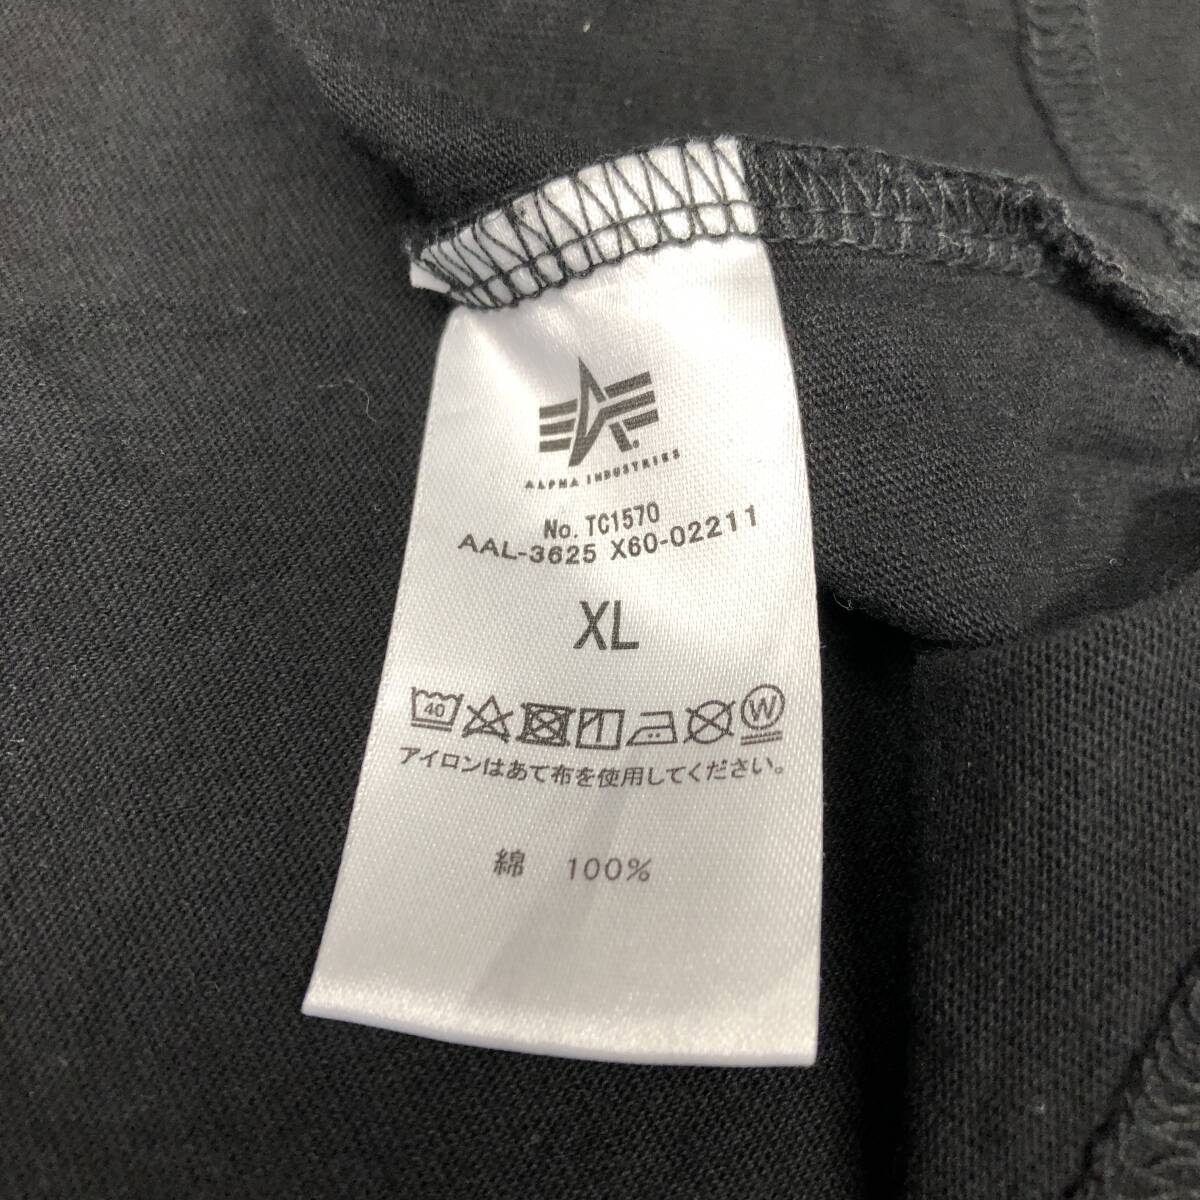 ALPHA INDUSTRIES
No. TC1570
AAL-3625 X60-02211
XL
40 W
アイロンはあて布を使用してください。
綿 100%